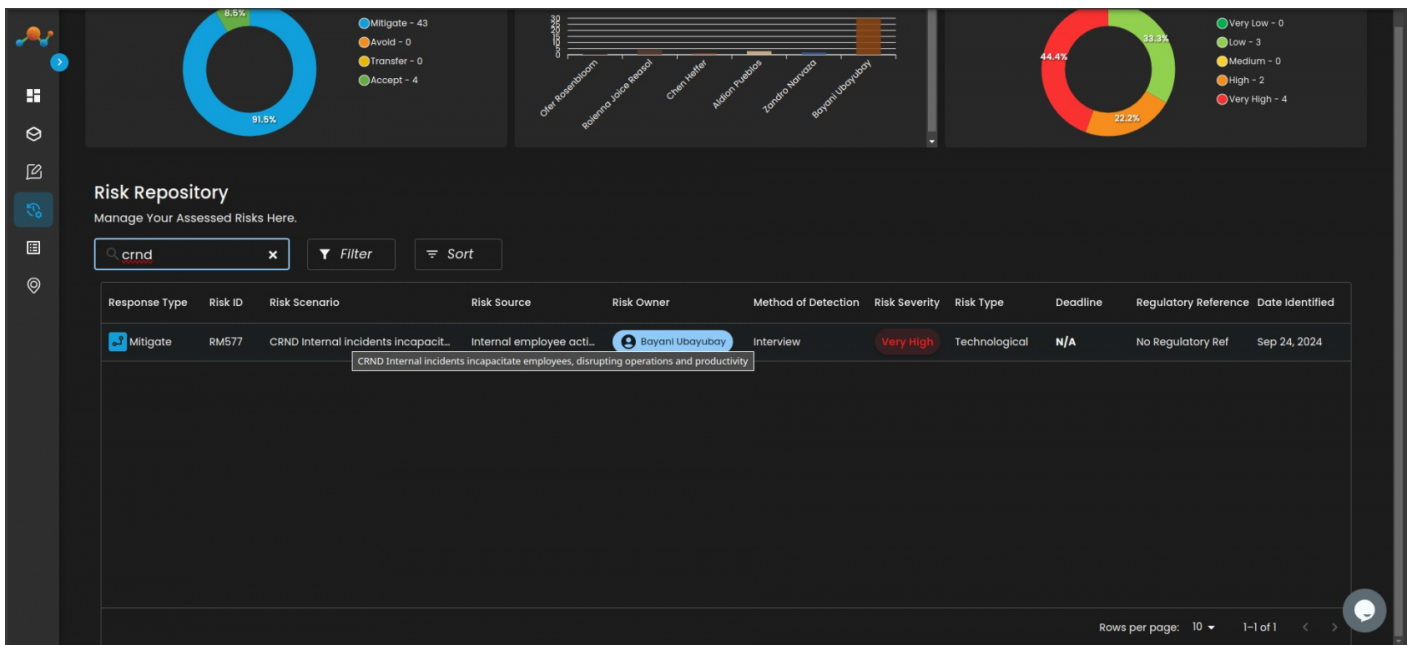 8.5%
91.5%
Mitigate - 43
Avoid - 0
Transfer - 0
Accept - 4
30
0
Ofer Rosenbloom
Roienna Joice Reasol
Chen Heffer
Aldion Pueblos
Zandro Narvaza
Bayani Ubayubay
44.4%
33.3%
22.2%
Very Low - 0
Low - 3
Medium - 0
High - 2
Very High - 4
Risk Repository
Manage Your Assessed Risks Here.
crnd
Filter
Sort
Response Type Risk ID Risk Scenario Risk Source Risk Owner Method of Detection Risk Severity Risk Type Deadline Regulatory Reference Date Identified
Mitigate RM577 CRND Internal incidents incapacit... Internal employee acti... Bayani Ubayubay Interview Very High Technological N/A No Regulatory Ref Sep 24, 2024
CRND Internal incidents incapacitate employees, disrupting operations and productivity
Rows per page: 10 1-1 of 1